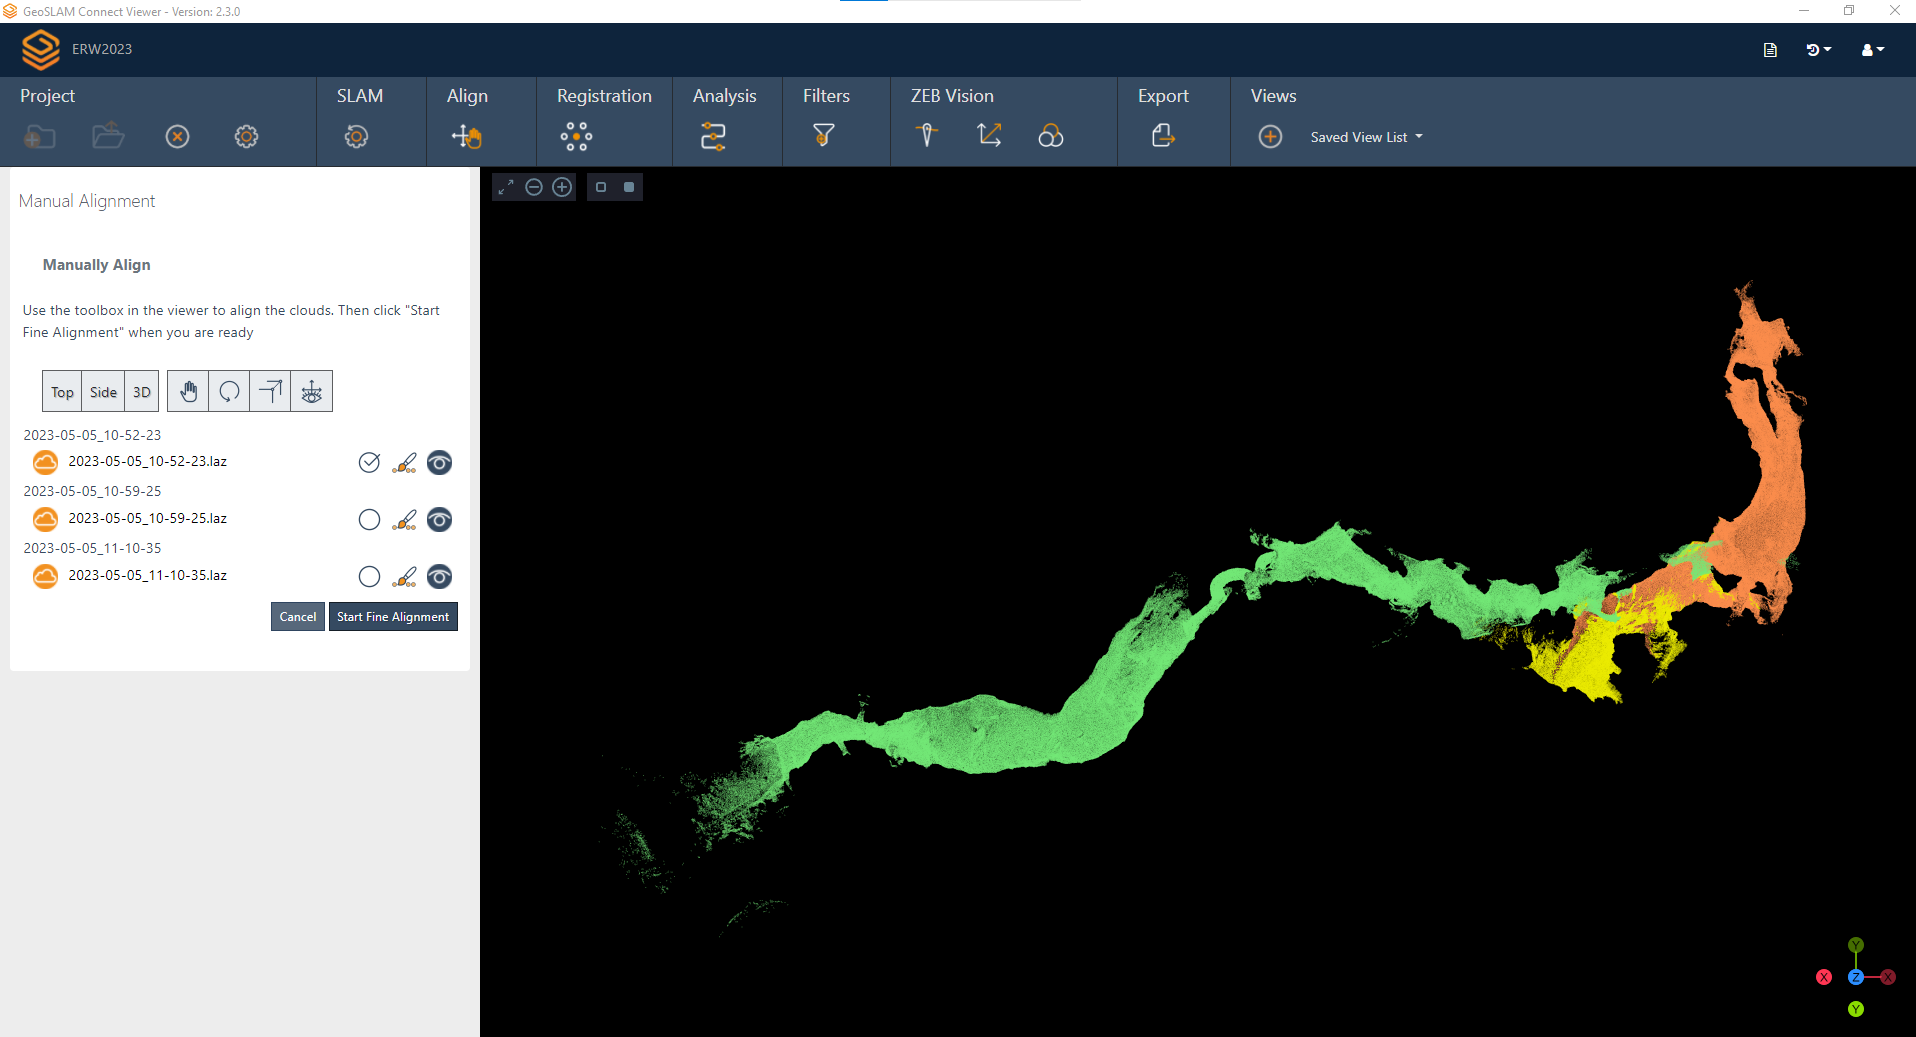 GeoSLAM Connect Viewer - Version: 2.3.0
ERW2023
Project
SLAM
Align
Registration
Analysis
Filters
ZEB Vision
Export
Views
Saved View List
Manual Alignment
Manually Align
Use the toolbox in the viewer to align the clouds. Then click "Start
Fine Alignment" when you are ready
Top Side 3D
2023-05-05_10-52-23
2023-05-05_10-52-23.laz
2023-05-05_10-59-25
2023-05-05_10-59-25.laz
2023-05-05_11-10-35
2023-05-05_11-10-35.laz
Cancel Start Fine Alignment
Y
X Z X
Y